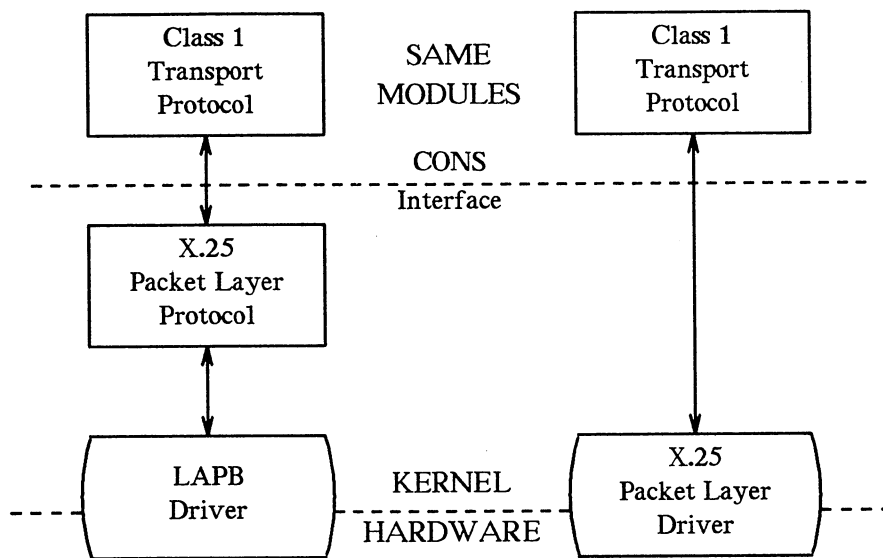 Class 1
Transport
Protocol
SAME
MODULES
Class 1
Transport
Protocol
CONS
Interface
X.25
Packet Layer
Protocol
LAPB
Driver
KERNEL
HARDWARE
X.25
Packet Layer
Driver